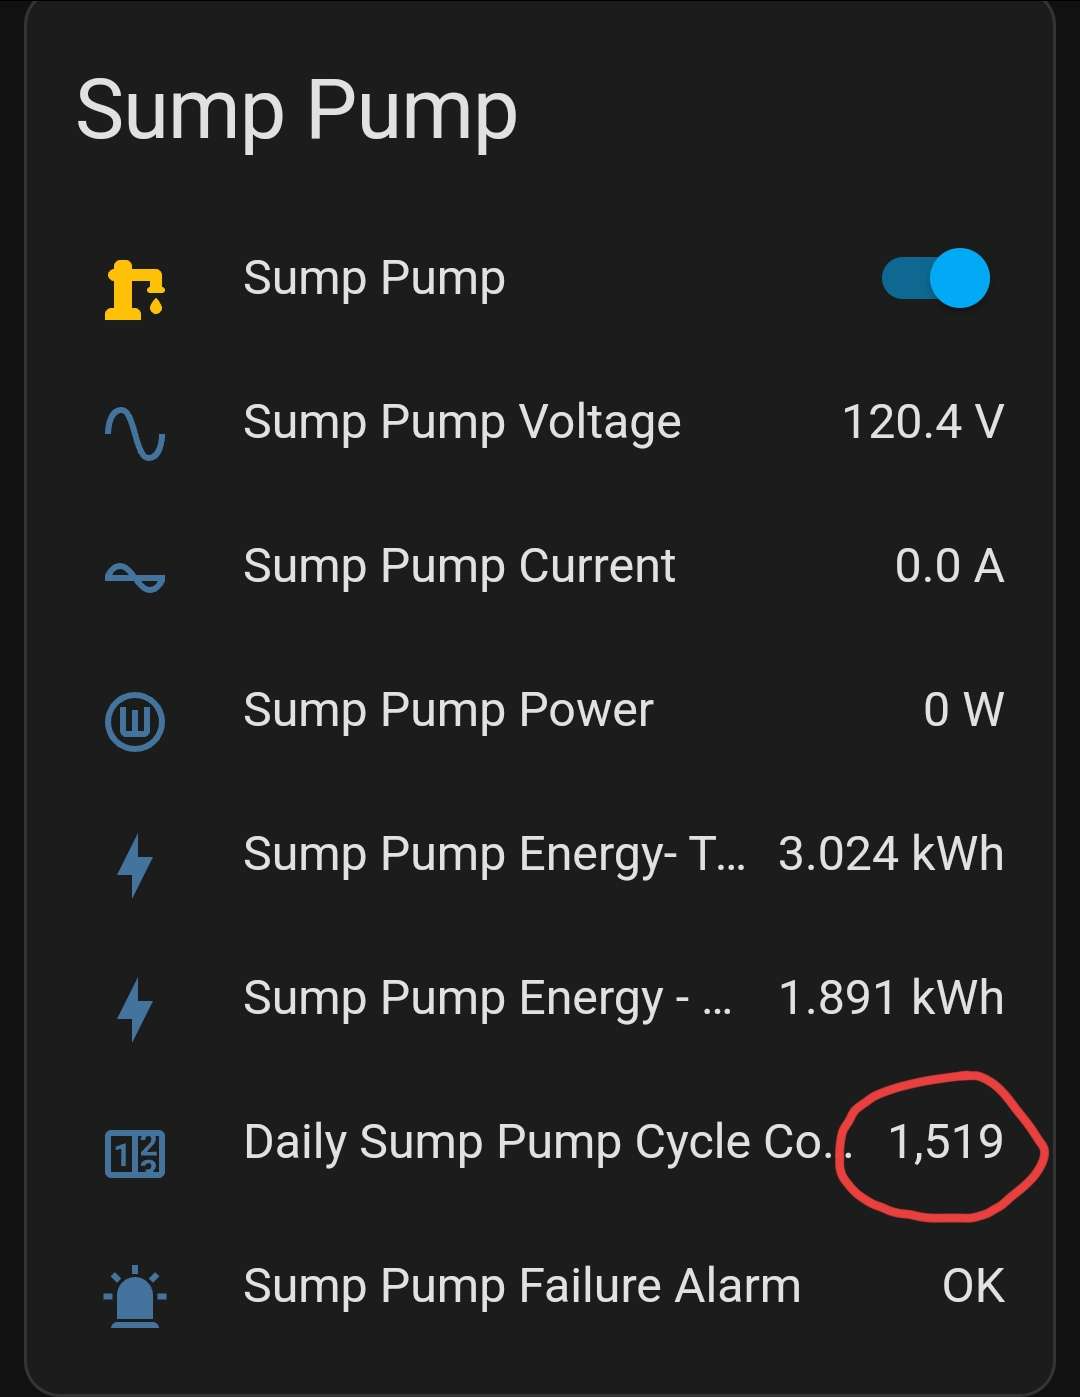 Sump Pump
Sump Pump
Sump Pump Voltage 120.4 V
Sump Pump Current 0.0 A
Sump Pump Power 0 W
Sump Pump Energy- T... 3.024 kWh
Sump Pump Energy - ... 1.891 kWh
Daily Sump Pump Cycle Co... 1,519
Sump Pump Failure Alarm OK